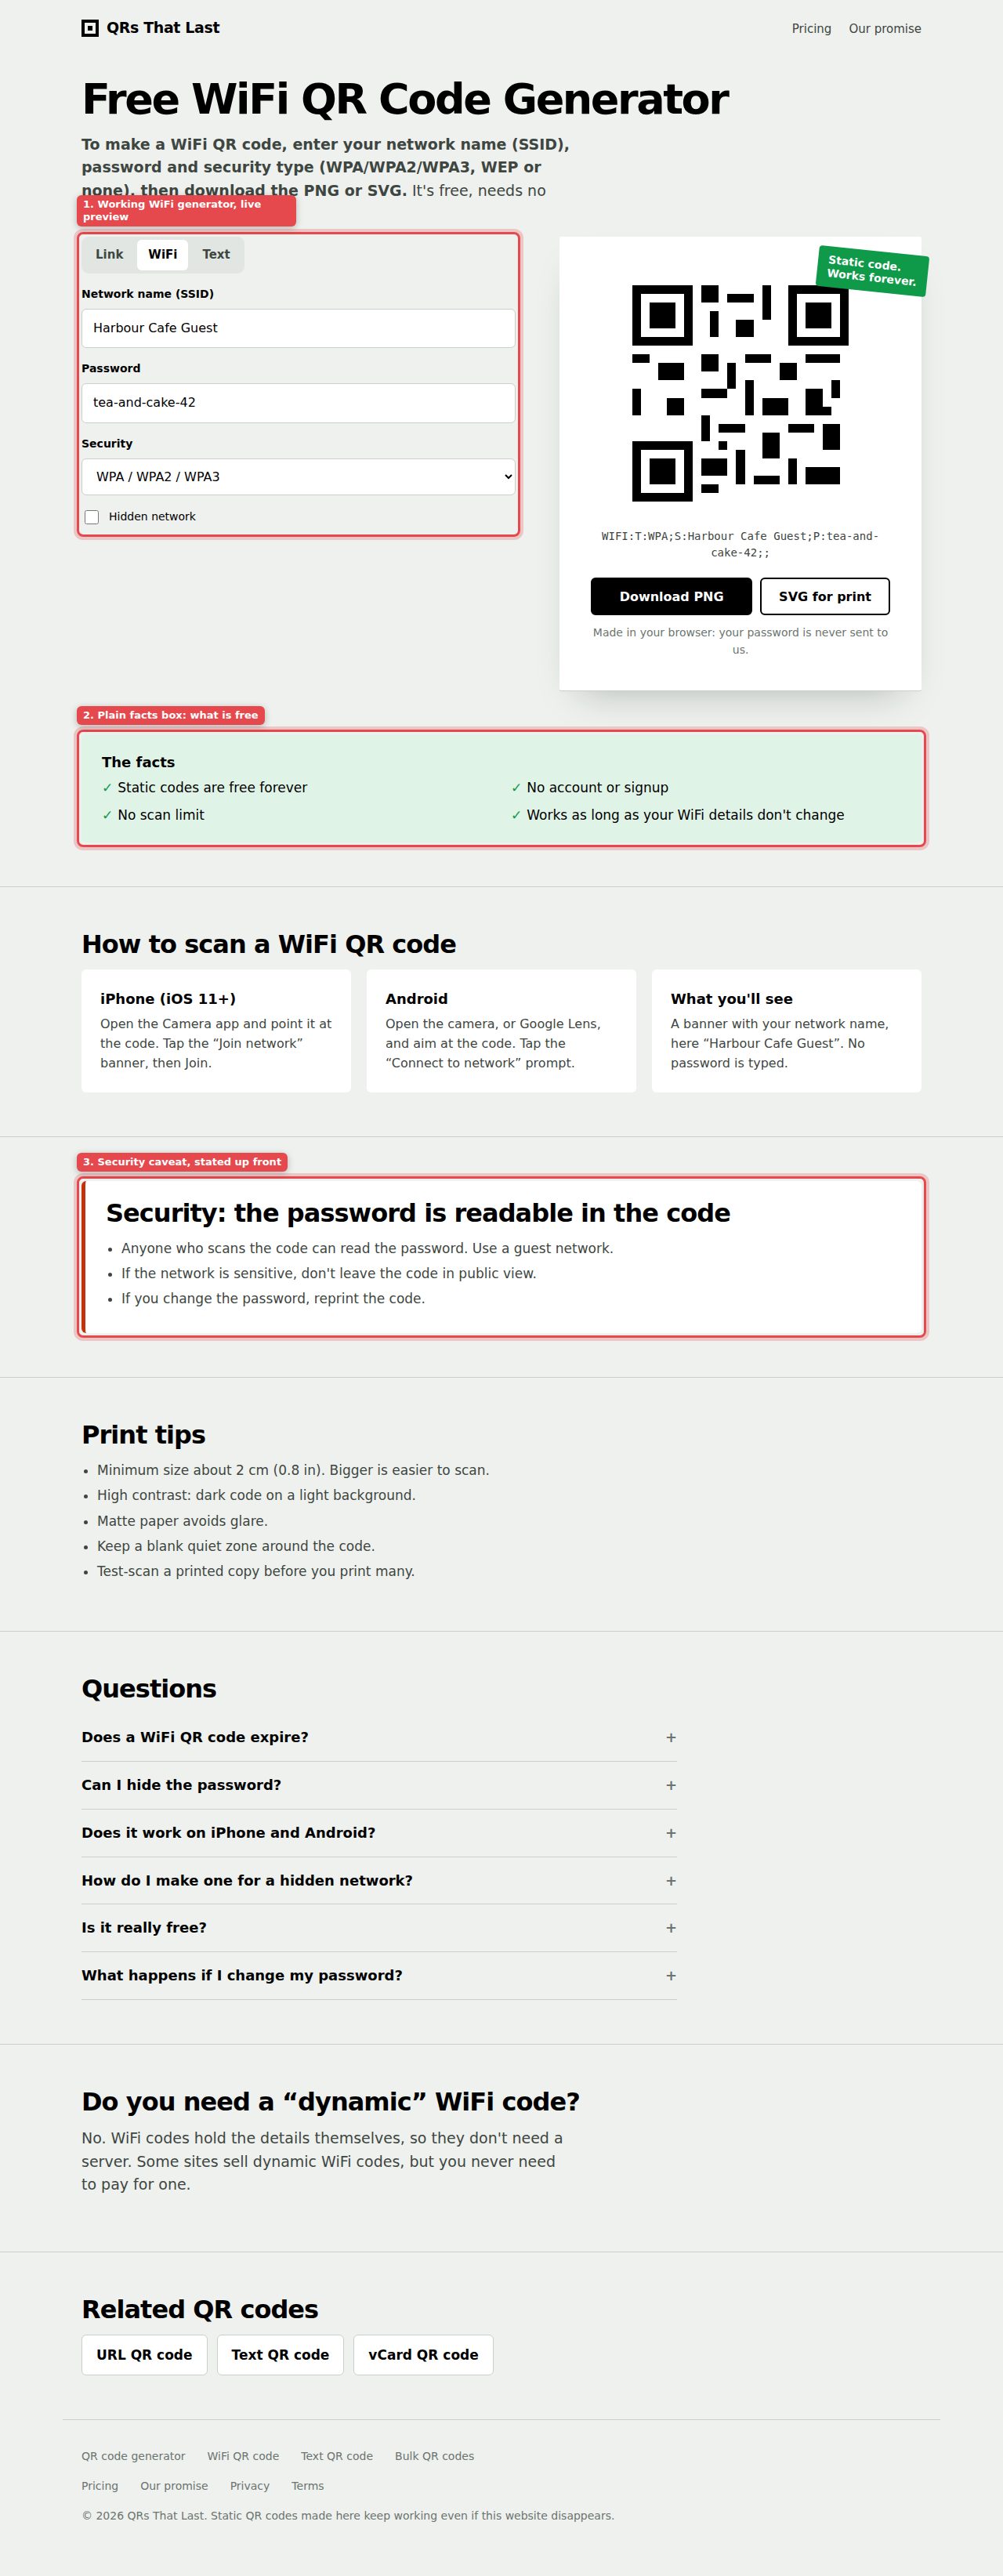 QRs That Last
Pricing
Our promise
Free WiFi QR Code Generator
To make a WiFi QR code, enter your network name (SSID),
password and security type (WPA/WPA2/WPA3, WEP or
none), then download the PNG or SVG. It's free, needs no
1. Working WiFi generator, live
preview
Link
WiFi
Text
Network name (SSID)
Harbour Cafe Guest
Password
tea-and-cake-42
Security
WPA / WPA2 / WPA3
Hidden network
Static code.
Works forever.
WIFI:T:WPA;S:Harbour Cafe Guest;P:tea-and-
cake-42;;
Download PNG
SVG for print
Made in your browser: your password is never sent to
us.
2. Plain facts box: what is free
The facts
✓ Static codes are free forever
✓ No account or signup
✓ No scan limit
✓ Works as long as your WiFi details don't change
How to scan a WiFi QR code
iPhone (iOS 11+)
Open the Camera app and point it at
the code. Tap the “Join network”
banner, then Join.
Android
Open the camera, or Google Lens,
and aim at the code. Tap the
“Connect to network” prompt.
What you'll see
A banner with your network name,
here “Harbour Cafe Guest”. No
password is typed.
3. Security caveat, stated up front
Security: the password is readable in the code
• Anyone who scans the code can read the password. Use a guest network.
• If the network is sensitive, don't leave the code in public view.
• If you change the password, reprint the code.
Print tips
• Minimum size about 2 cm (0.8 in). Bigger is easier to scan.
• High contrast: dark code on a light background.
• Matte paper avoids glare.
• Keep a blank quiet zone around the code.
• Test-scan a printed copy before you print many.
Questions
Does a WiFi QR code expire? +
Can I hide the password? +
Does it work on iPhone and Android? +
How do I make one for a hidden network? +
Is it really free? +
What happens if I change my password? +
Do you need a “dynamic” WiFi code?
No. WiFi codes hold the details themselves, so they don't need a
server. Some sites sell dynamic WiFi codes, but you never need
to pay for one.
Related QR codes
URL QR code
Text QR code
vCard QR code
QR code generator
WiFi QR code
Text QR code
Bulk QR codes
Pricing
Our promise
Privacy
Terms
© 2026 QRs That Last. Static QR codes made here keep working even if this website disappears.